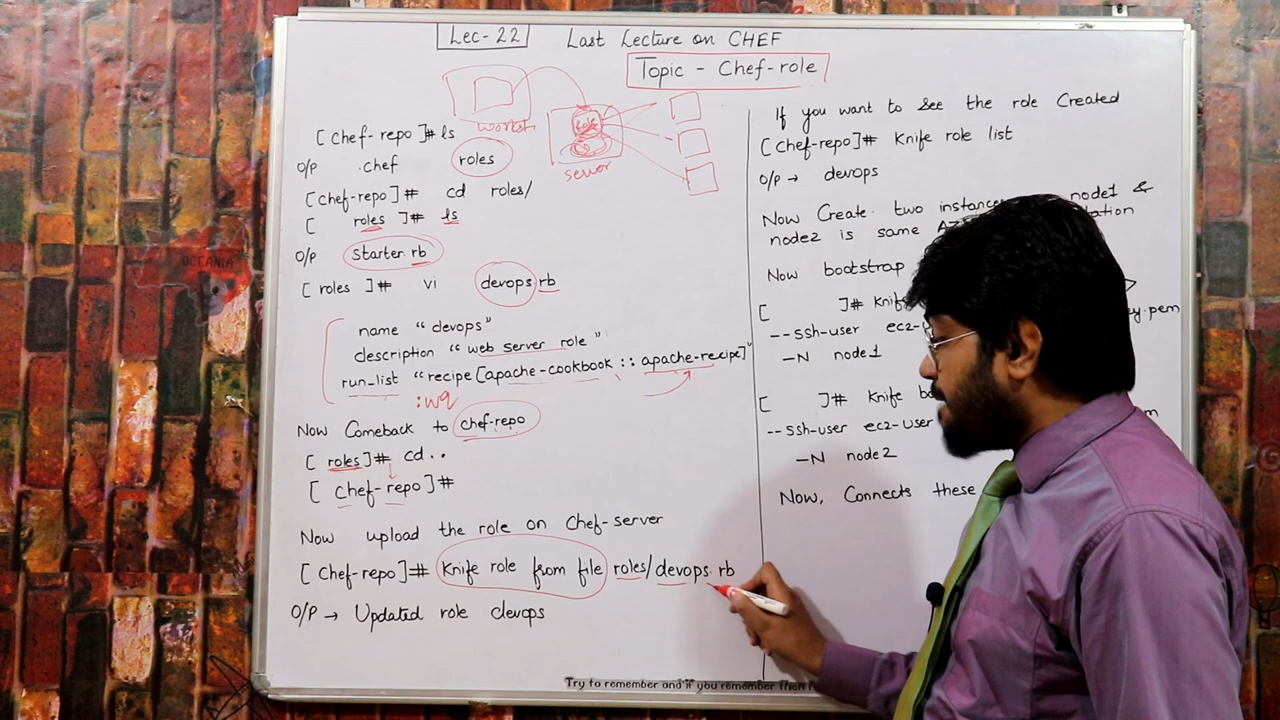 Lec-22
Last Lecture on CHEF
Topic - Chef-role
role
workst
server
[Chef-repo]# ls
O/P .chef roles
[chef-repo]# cd roles/
[ roles ]# ls
O/P Starter.rb
[ roles ]# vi devops.rb
name "devops"
description "web server role"
run_list "recipe[apache-cookbook::apache-recipe]"
:wq
Now Comeback to chef-repo
[ roles]# cd..
[ Chef-repo]#
Now upload the role on Chef-server
[Chef-repo]# Knife role from file roles/devops.rb
O/P → Updated role devops
If you want to See the role Created
[Chef-repo]# Knife role list
O/P → devops
Now Create two node1 &
node2 is same
Now bootstrap
[ ]# Knife
--ssh-user .pem
-N node1
[ ]# Knife
--ssh-user ec2-user
-N node2
Now, Connects these
Try to remember and if you remember then
OCEANIA